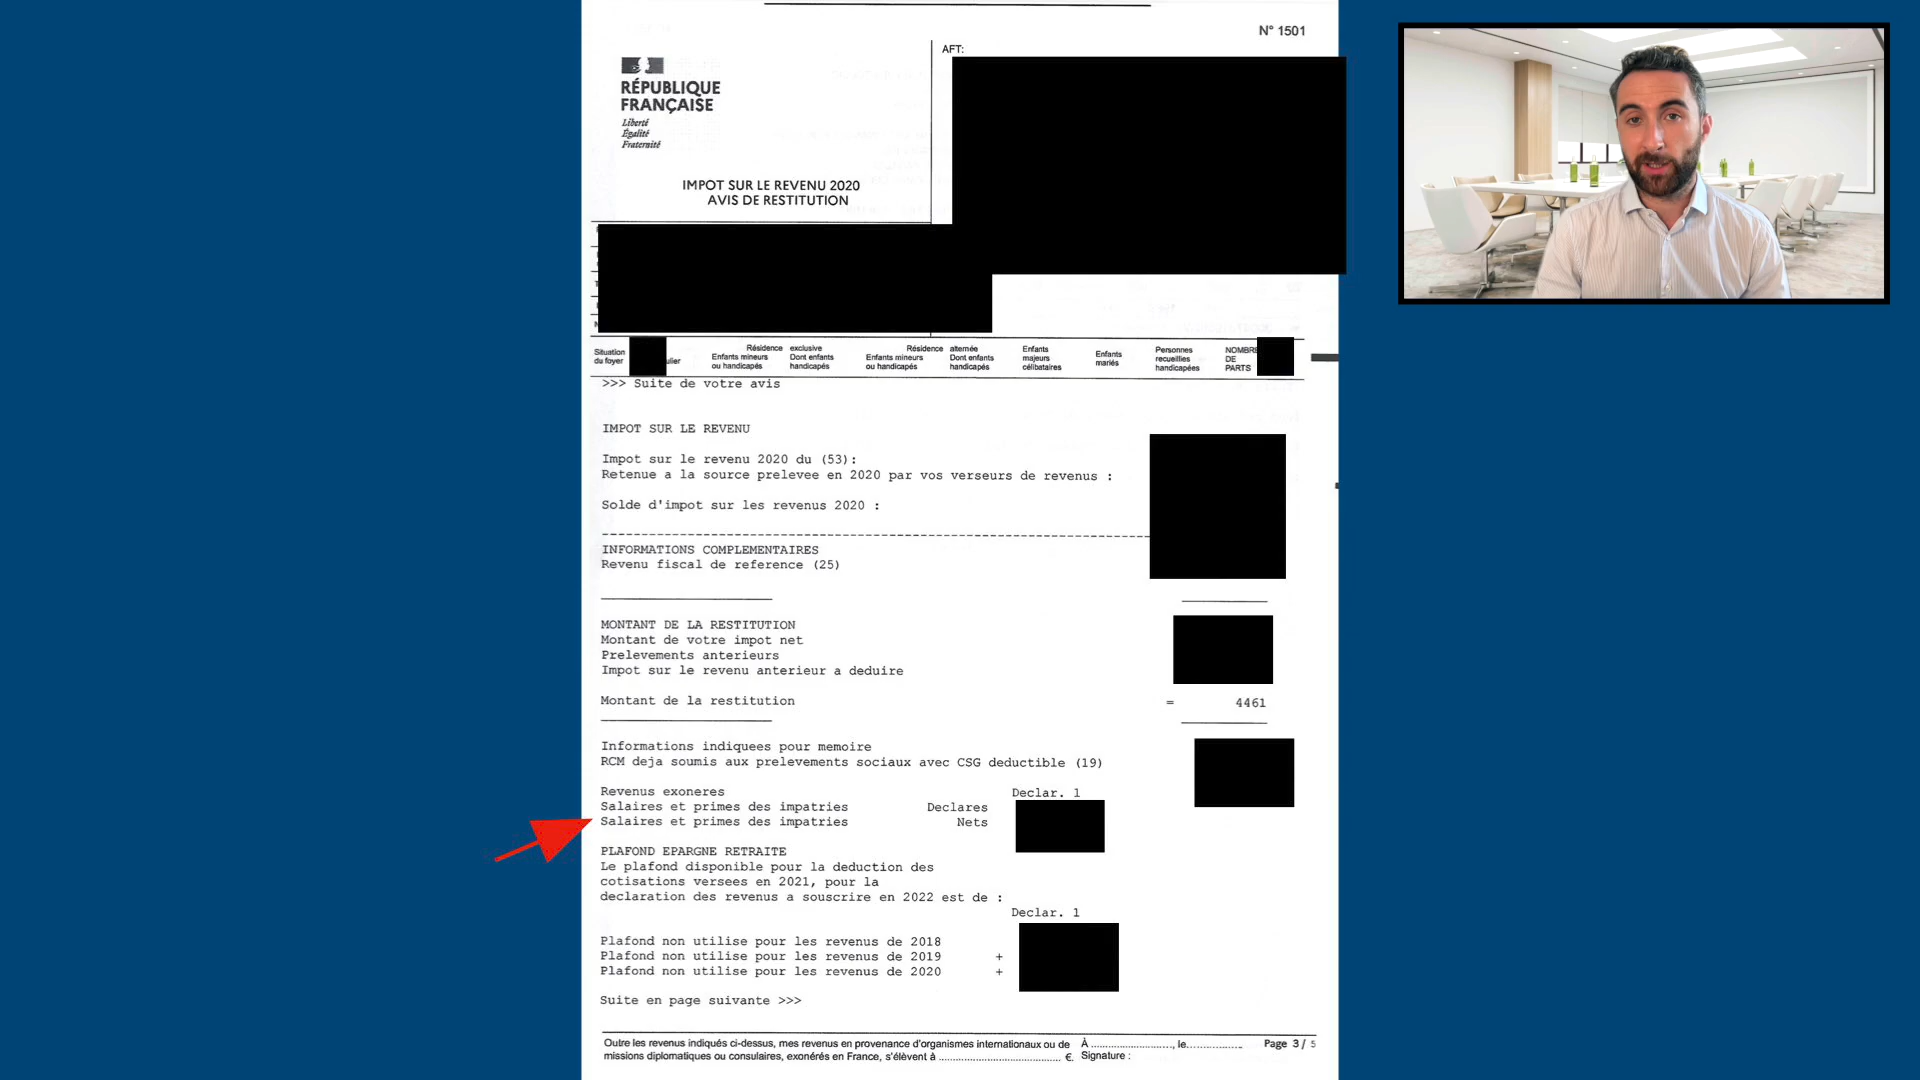 N° 1501
AFT:
RÉPUBLIQUE
FRANÇAISE
Liberté
Égalité
Fraternité
IMPOT SUR LE REVENU 2020
AVIS DE RESTITUTION
Situation
du foyer
ulier
Résidence exclusive
Enfants mineurs
ou handicapés
Dont enfants
handicapés
Résidence alternée
Enfants mineurs
ou handicapés
Dont enfants
handicapés
Enfants
majeurs
célibataires
Enfants
mariés
Personnes
recueillies
handicapées
NOMBRE
DE
PARTS
>>> Suite de votre avis
IMPOT SUR LE REVENU
Impot sur le revenu 2020 du (53):
Retenue a la source prelevee en 2020 par vos verseurs de revenus :
Solde d'impot sur les revenus 2020 :
INFORMATIONS COMPLEMENTAIRES
Revenu fiscal de reference (25)
MONTANT DE LA RESTITUTION
Montant de votre impot net
Prelevements anterieurs
Impot sur le revenu anterieur a deduire
Montant de la restitution = 4461
Informations indiquees pour memoire
RCM deja soumis aux prelevements sociaux avec CSG deductible (19)
Revenus exoneres Declar. 1
Salaires et primes des impatries Declares
Salaires et primes des impatries Nets
PLAFOND EPARGNE RETRAITE
Le plafond disponible pour la deduction des
cotisations versees en 2021, pour la
declaration des revenus a souscrire en 2022 est de :
Declar. 1
Plafond non utilise pour les revenus de 2018
Plafond non utilise pour les revenus de 2019 +
Plafond non utilise pour les revenus de 2020 +
Suite en page suivante >>>
Outre les revenus indiqués ci-dessus, mes revenus en provenance d'organismes internationaux ou de
missions diplomatiques ou consulaires, exonérés en France, s'élèvent à .......................................... €.
À ........................., le.................
Signature :
Page 3 / 5